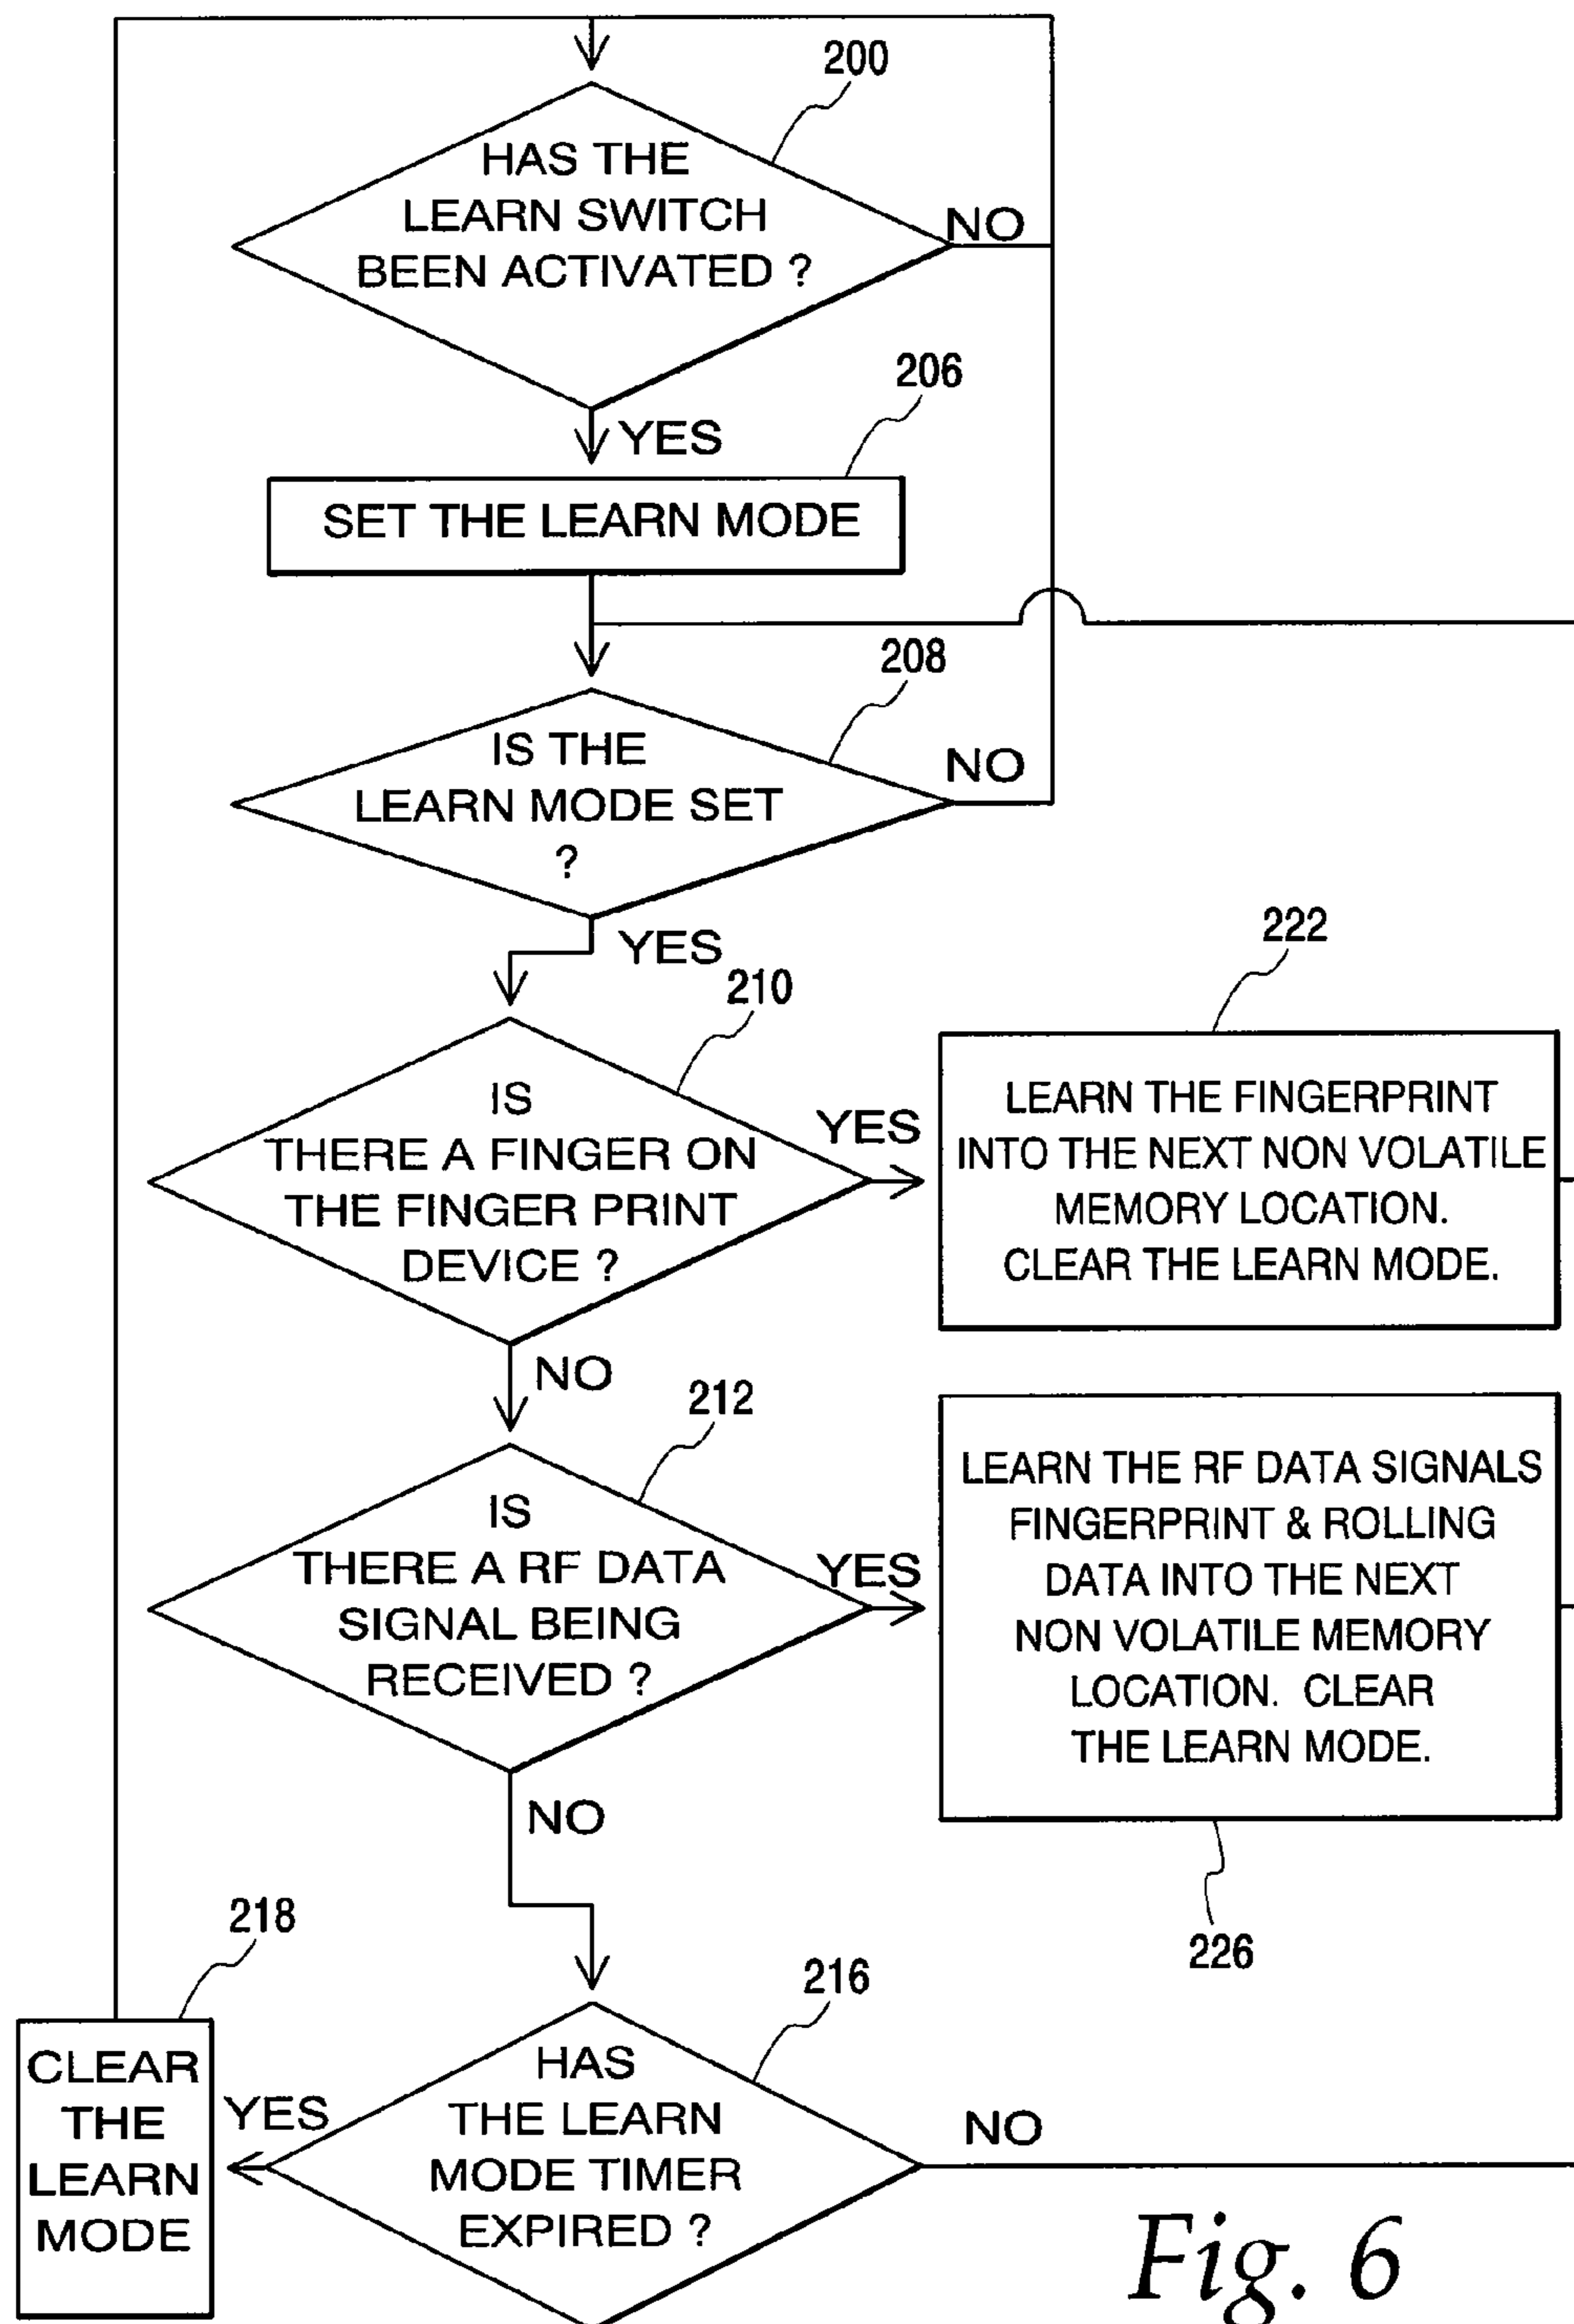 200
HAS THE
LEARN SWITCH
BEEN ACTIVATED ?
NO
206
YES
SET THE LEARN MODE
208
IS THE
LEARN MODE SET
?
NO
YES
222
210
IS
THERE A FINGER ON
THE FINGER PRINT
DEVICE ?
YES
LEARN THE FINGERPRINT
INTO THE NEXT NON VOLATILE
MEMORY LOCATION.
CLEAR THE LEARN MODE.
NO
212
IS
THERE A RF DATA
SIGNAL BEING
RECEIVED ?
YES
LEARN THE RF DATA SIGNALS
FINGERPRINT & ROLLING
DATA INTO THE NEXT
NON VOLATILE MEMORY
LOCATION. CLEAR
THE LEARN MODE.
NO
226
218
216
CLEAR
THE
LEARN
MODE
YES
HAS
THE LEARN
MODE TIMER
EXPIRED ?
NO
Fig. 6